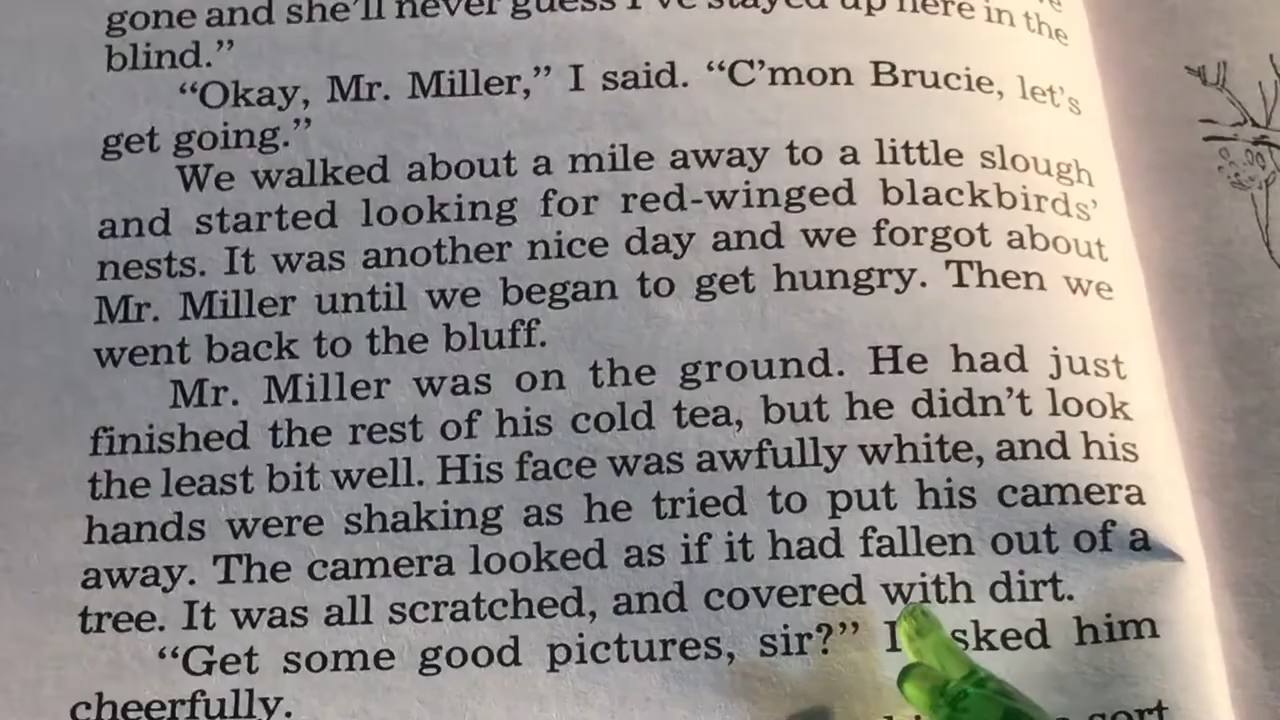 gone and she'll never guess I've stayed up here in the
blind."
"Okay, Mr. Miller," I said. "C'mon Brucie, let's
get going."
We walked about a mile away to a little slough
and started looking for red-winged blackbirds'
nests. It was another nice day and we forgot about
Mr. Miller until we began to get hungry. Then we
went back to the bluff.
Mr. Miller was on the ground. He had just
finished the rest of his cold tea, but he didn't look
the least bit well. His face was awfully white, and his
hands were shaking as he tried to put his camera
away. The camera looked as if it had fallen out of a
tree. It was all scratched, and covered with dirt.
"Get some good pictures, sir?" I asked him
cheerfully.
sort